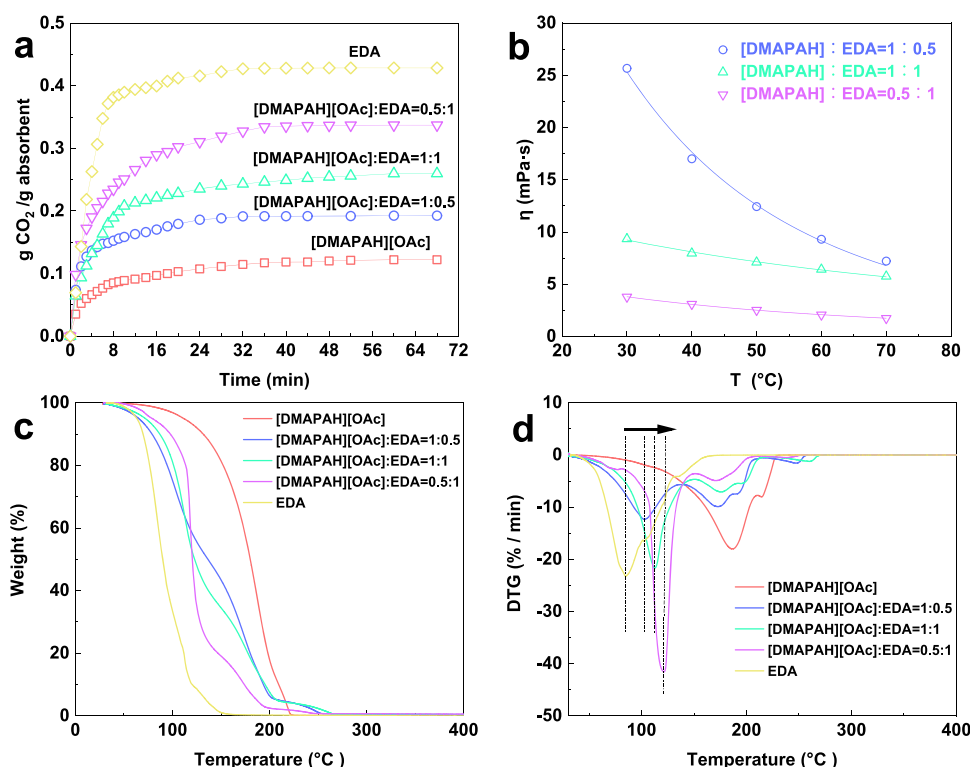 a
0.5
0.4
0.3
0.2
0.1
0.0
g CO2 /g absorbent
EDA
[DMAPAH][OAc]:EDA=0.5:1
[DMAPAH][OAc]:EDA=1:1
[DMAPAH][OAc]:EDA=1:0.5
[DMAPAH][OAc]
0 8 16 24 32 40 48 56 64 72
Time (min)
b
30
25
20
15
10
5
0
η (mPa·s)
[DMAPAH]：EDA=1：0.5
[DMAPAH]：EDA=1：1
[DMAPAH]：EDA=0.5：1
20 30 40 50 60 70 80
T (°C)
c
100
80
60
40
20
0
Weight (%)
[DMAPAH][OAc]
[DMAPAH][OAc]:EDA=1:0.5
[DMAPAH][OAc]:EDA=1:1
[DMAPAH][OAc]:EDA=0.5:1
EDA
0 100 200 300 400
Temperature (°C )
d
10
0
-10
-20
-30
-40
-50
DTG (% / min)
[DMAPAH][OAc]
[DMAPAH][OAc]:EDA=1:0.5
[DMAPAH][OAc]:EDA=1:1
[DMAPAH][OAc]:EDA=0.5:1
EDA
100 200 300 400
Temperature (°C )